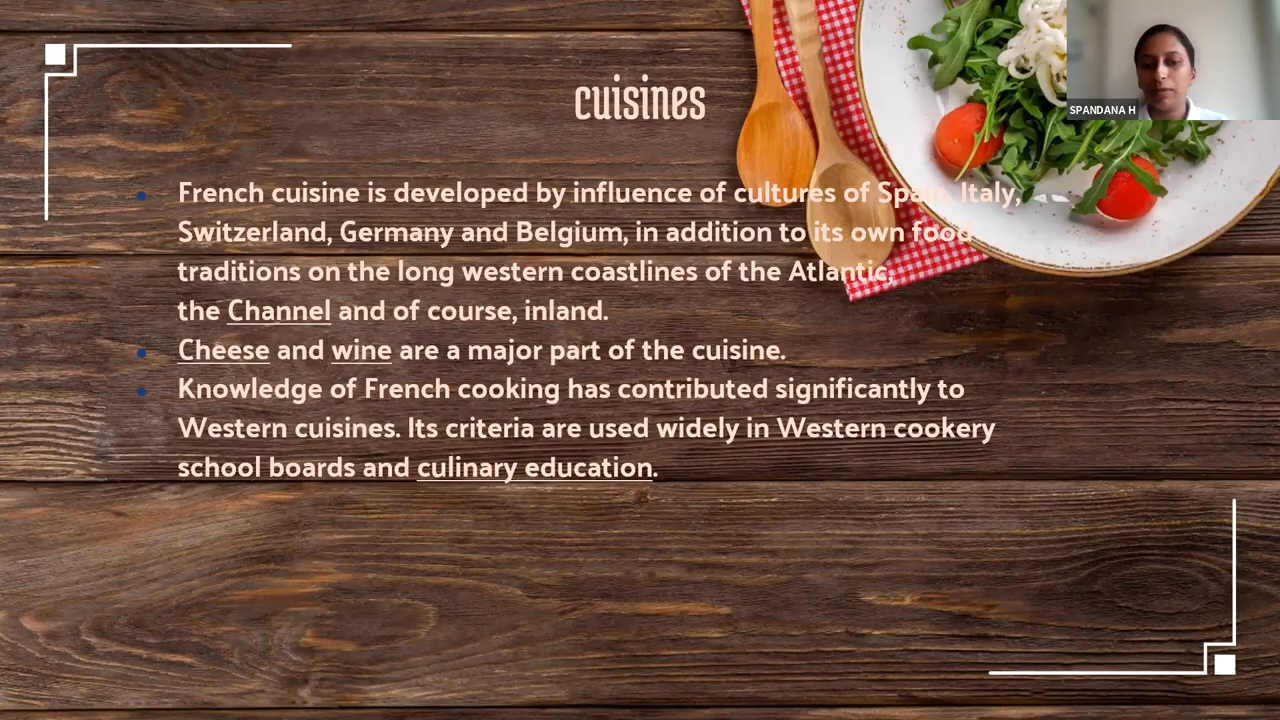 cuisines
SPANDANA H
French cuisine is developed by influence of cultures of Spain, Italy,
Switzerland, Germany and Belgium, in addition to its own food
traditions on the long western coastlines of the Atlantic,
the Channel and of course, inland.
Cheese and wine are a major part of the cuisine.
Knowledge of French cooking has contributed significantly to
Western cuisines. Its criteria are used widely in Western cookery
school boards and culinary education.